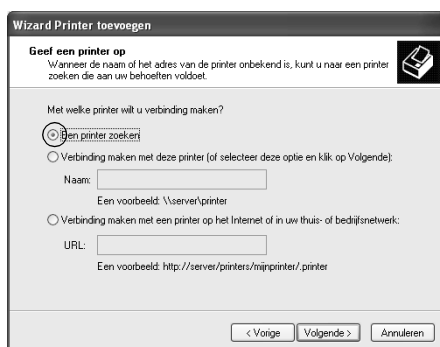 Wizard Printer toevoegen
Geef een printer op
Wanneer de naam of het adres van de printer onbekend is, kunt u naar een printer
zoeken die aan uw behoeften voldoet.
Met welke printer wilt u verbinding maken?
Een printer zoeken
Verbinding maken met deze printer (of selecteer deze optie en klik op Volgende):
Naam:
Een voorbeeld: \\server\printer
Verbinding maken met een printer op het Internet of in uw thuis- of bedrijfsnetwerk:
URL:
Een voorbeeld: http://server/printers/mijnprinter/.printer
< Vorige
Volgende >
Annuleren